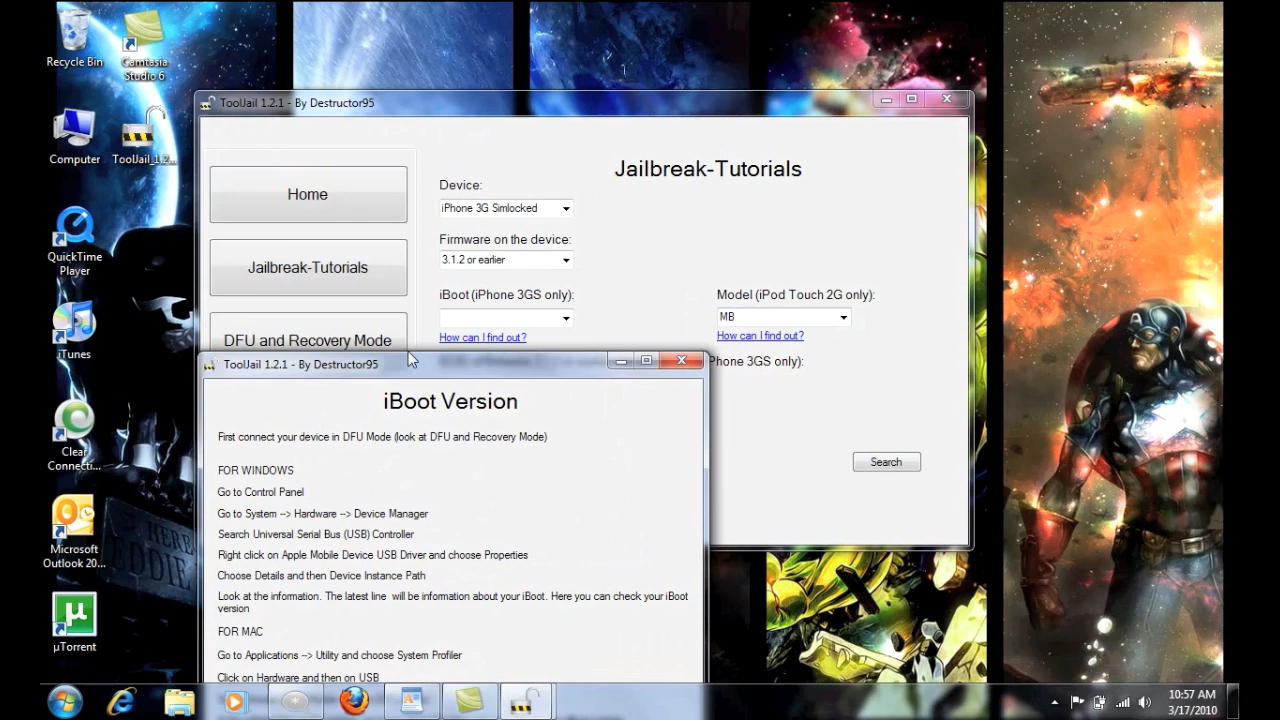 Recycle Bin
Camtasia
Studio 6
Computer
ToolJail_1.2...
QuickTime
Player
iTunes
Clear
Connecti...
Microsoft
Outlook 20...
µTorrent
HERE
EDDIE
ToolJail 1.2.1 - By Destructor95
Home
Jailbreak-Tutorials
DFU and Recovery Mode
Jailbreak-Tutorials
Device:
iPhone 3G Simlocked
Firmware on the device:
3.1.2 or earlier
iBoot (iPhone 3GS only):
How can I find out?
Model (iPod Touch 2G only):
MB
How can I find out?
Phone 3GS only):
Search
ToolJail 1.2.1 - By Destructor95
iBoot Version
First connect your device in DFU Mode (look at DFU and Recovery Mode)
FOR WINDOWS
Go to Control Panel
Go to System --> Hardware --> Device Manager
Search Universal Serial Bus (USB) Controller
Right click on Apple Mobile Device USB Driver and choose Properties
Choose Details and then Device Instance Path
Look at the information. The latest line will be infomation about your iBoot. Here you can check your iBoot
version
FOR MAC
Go to Applications --> Utility and choose System Profiler
Click on Hardware and then on USB
10:57 AM
3/17/2010